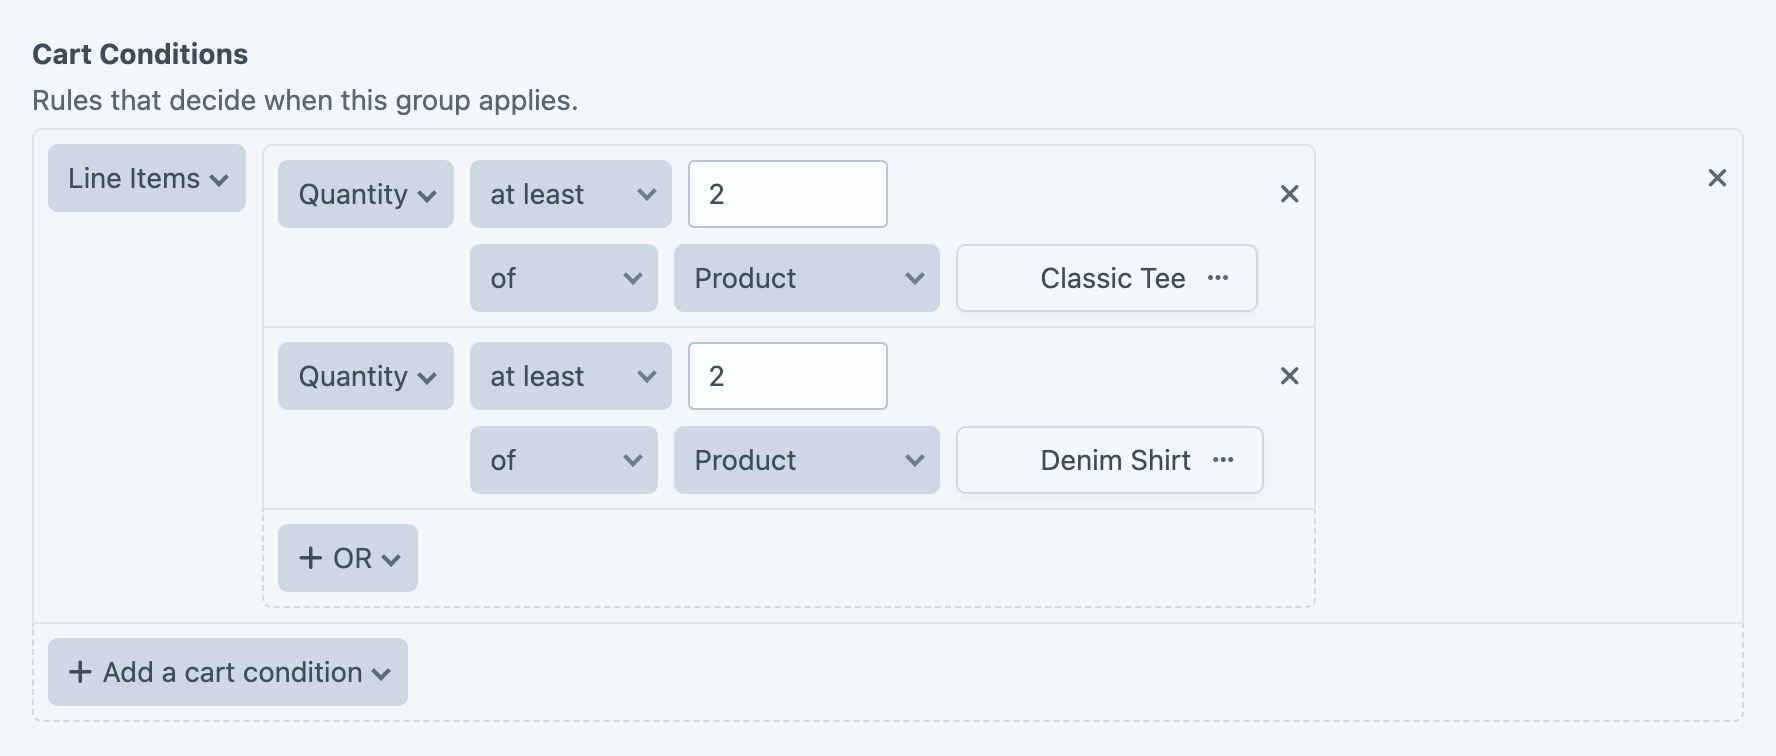 Cart Conditions
Rules that decide when this group applies.
Line Items
Quantity at least 2
of Product Classic Tee ···
Quantity at least 2
of Product Denim Shirt ···
+ OR
+ Add a cart condition